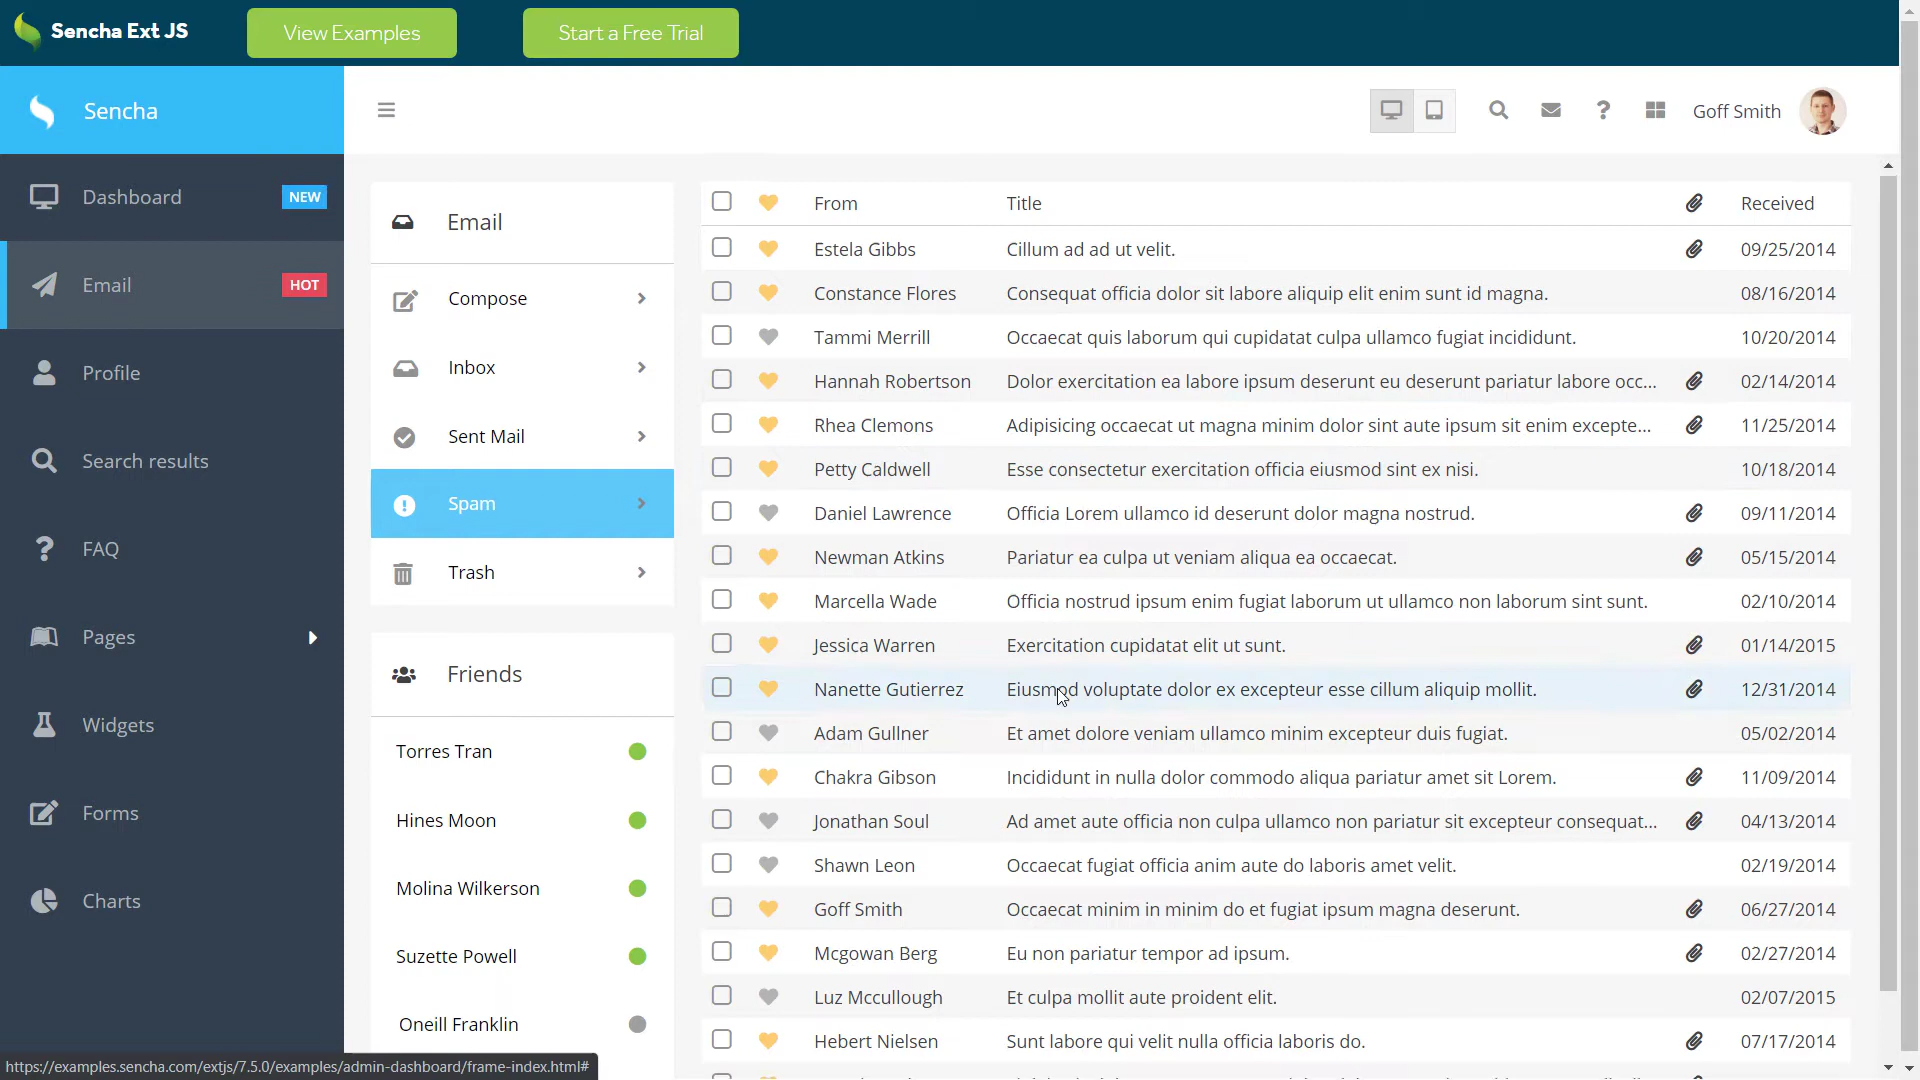 Sencha Ext JS
View Examples
Start a Free Trial
Sencha
Goff Smith
Dashboard
NEW
Email
HOT
Profile
Search results
FAQ
Pages
Widgets
Forms
Charts
Email
Compose
Inbox
Sent Mail
Spam
Trash
Friends
Torres Tran
Hines Moon
Molina Wilkerson
Suzette Powell
Oneill Franklin
From Title Received
Estela Gibbs Cillum ad ad ut velit. 09/25/2014
Constance Flores Consequat officia dolor sit labore aliquip elit enim sunt id magna. 08/16/2014
Tammi Merrill Occaecat quis laborum qui cupidatat culpa ullamco fugiat incididunt. 10/20/2014
Hannah Robertson Dolor exercitation ea labore ipsum deserunt eu deserunt pariatur labore occ... 02/14/2014
Rhea Clemons Adipisicing occaecat ut magna minim dolor sint aute ipsum sit enim excepte... 11/25/2014
Petty Caldwell Esse consectetur exercitation officia eiusmod sint ex nisi. 10/18/2014
Daniel Lawrence Officia Lorem ullamco id deserunt dolor magna nostrud. 09/11/2014
Newman Atkins Pariatur ea culpa ut veniam aliqua ea occaecat. 05/15/2014
Marcella Wade Officia nostrud ipsum enim fugiat laborum ut ullamco non laborum sint sunt. 02/10/2014
Jessica Warren Exercitation cupidatat elit ut sunt. 01/14/2015
Nanette Gutierrez Eiusmod voluptate dolor ex excepteur esse cillum aliquip mollit. 12/31/2014
Adam Gullner Et amet dolore veniam ullamco minim excepteur duis fugiat. 05/02/2014
Chakra Gibson Incididunt in nulla dolor commodo aliqua pariatur amet sit Lorem. 11/09/2014
Jonathan Soul Ad amet aute officia non culpa ullamco non pariatur sit excepteur consequat... 04/13/2014
Shawn Leon Occaecat fugiat officia anim aute do laboris amet velit. 02/19/2014
Goff Smith Occaecat minim in minim do et fugiat ipsum magna deserunt. 06/27/2014
Mcgowan Berg Eu non pariatur tempor ad ipsum. 02/27/2014
Luz Mccullough Et culpa mollit aute proident elit. 02/07/2015
Hebert Nielsen Sunt labore qui velit nulla officia laboris do. 07/17/2014
https://examples.sencha.com/extjs/7.5.0/examples/admin-dashboard/frame-index.html#